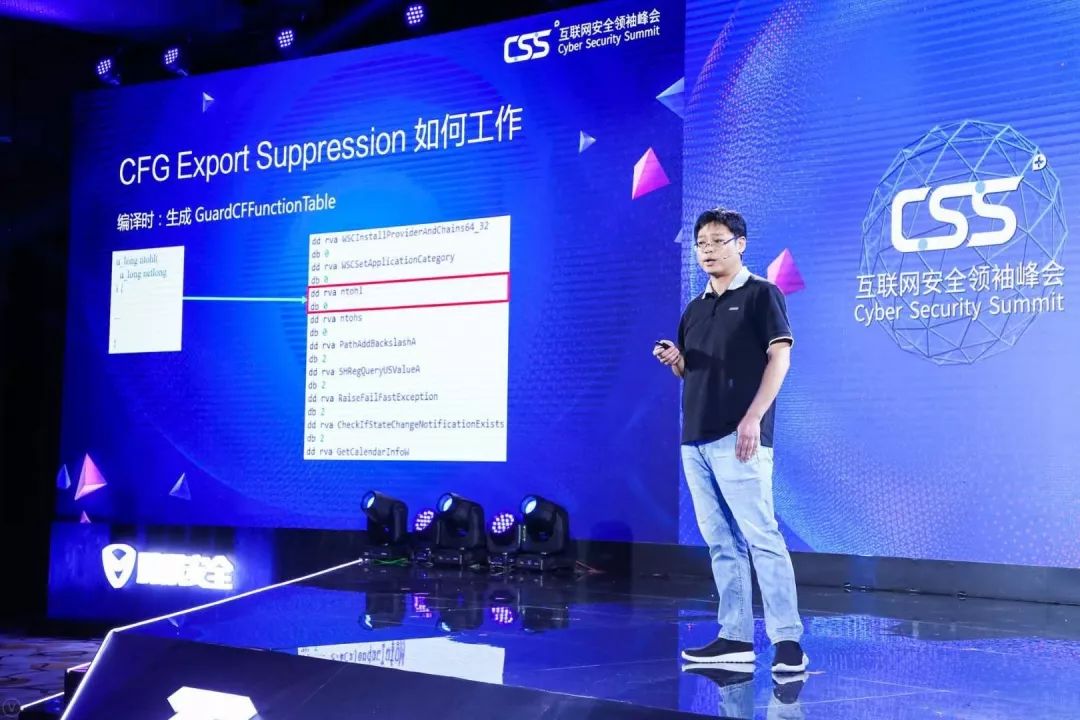 CSS 互联网安全领袖峰会
Cyber Security Summit
CFG Export Suppression 如何工作
编译时：生成 GuardCFFunctionTable
u_long ntohl(
u_long netlong
) {
...
}
dd rva WSCInstallProviderAndChains64_32
db 0
dd rva WSCSetApplicationCategory
db 0
dd rva ntohl
db 0
dd rva ntohs
db 0
dd rva PathAddBackslashA
db 2
dd rva SHRegQueryUSValueA
db 2
dd rva RaiseFailFastException
db 2
dd rva CheckIfStateChangeNotificationExists
db 2
dd rva GetCalendarInfoW
CSS
互联网安全领袖峰会
Cyber Security Summit
安全